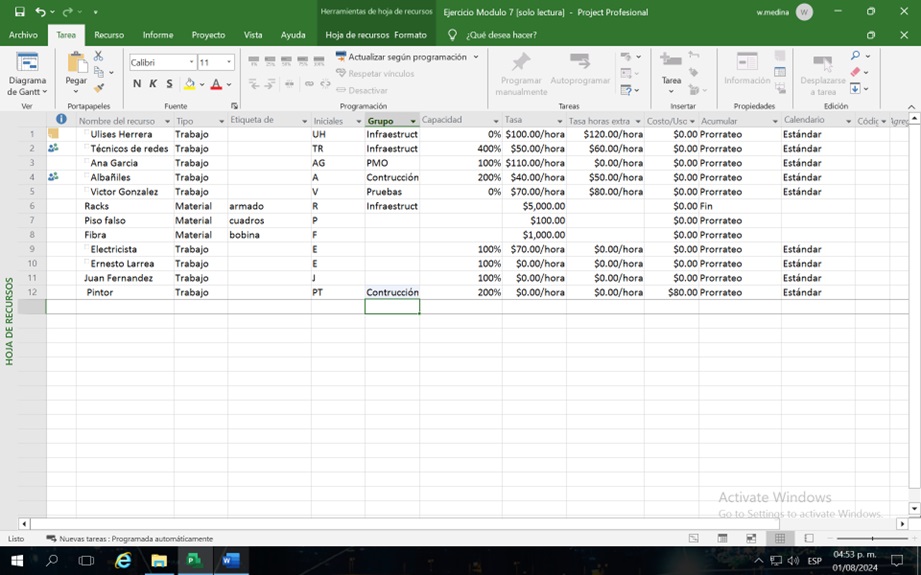 Herramientas de hoja de recursos Ejercicio Modulo 7 [solo lectura] - Project Profesional w.medina W
Archivo Tarea Recurso Informe Proyecto Vista Ayuda Hoja de recursos Formato ¿Qué desea hacer?
Diagrama de Gantt
Ver
Pegar
Portapapeles
Calibri 11
N K S A
Fuente
Actualizar según programación
Respetar vínculos
Desactivar
Programación
Programar manualmente
Autoprogramar
Tareas
Tarea
Insertar
Información
Propiedades
Desplazarse a tarea
Edición
Nombre del recurso Tipo Etiqueta de Iniciales Grupo Capacidad Tasa Tasa horas extra Costo/Uso Acumular Calendario Códig Agreg
1 Ulises Herrera Trabajo UH Infraestruct 0% $100.00/hora $120.00/hora $0.00 Prorrateo Estándar
2 Técnicos de redes Trabajo TR Infraestruct 400% $50.00/hora $60.00/hora $0.00 Prorrateo Estándar
3 Ana Garcia Trabajo AG PMO 100% $110.00/hora $0.00/hora $0.00 Prorrateo Estándar
4 Albañiles Trabajo A Contrucción 200% $40.00/hora $50.00/hora $0.00 Prorrateo Estándar
5 Victor Gonzalez Trabajo V Pruebas 0% $70.00/hora $80.00/hora $0.00 Prorrateo Estándar
6 Racks Material armado R Infraestruct $5,000.00 $0.00 Fin
7 Piso falso Material cuadros P $100.00 $0.00 Prorrateo
8 Fibra Material bobina F $1,000.00 $0.00 Prorrateo
9 Electricista Trabajo E 100% $70.00/hora $0.00/hora $0.00 Prorrateo Estándar
10 Ernesto Larrea Trabajo E 100% $0.00/hora $0.00/hora $0.00 Prorrateo Estándar
11 Juan Fernandez Trabajo J 100% $0.00/hora $0.00/hora $0.00 Prorrateo Estándar
12 Pintor Trabajo PT Contrucción 200% $0.00/hora $0.00/hora $80.00 Prorrateo Estándar
HOJA DE RECURSOS
Activate Windows
Go to Settings to activate Windows.
Listo Nuevas tareas : Programada automáticamente
ESP 04:53 p. m.
01/08/2024